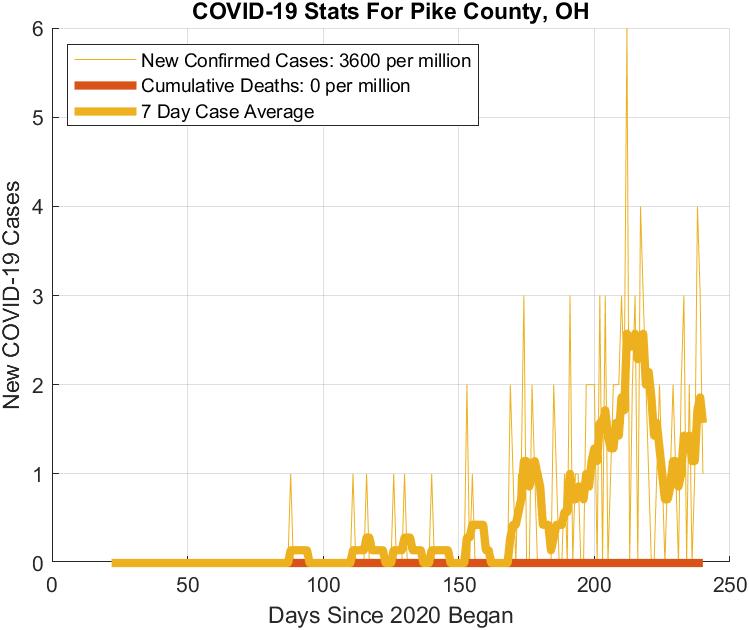 COVID-19 Stats For Pike County, OH
New Confirmed Cases: 3600 per million
Cumulative Deaths: 0 per million
7 Day Case Average
New COVID-19 Cases
6
5
4
3
2
1
0
0 50 100 150 200 250
Days Since 2020 Began